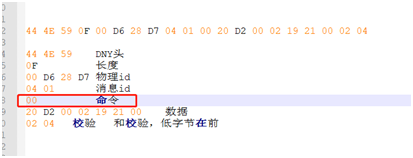 44 4E 59 0F 00 D6 28 D7 04 01 00 20 D2 00 02 19 21 00 02 04
44 4E 59 DNY头
0F 长度
00 D6 28 D7 物理id
04 01 消息id
00 命令
20 D2 00 02 19 21 00 数据
02 04 校验 和校验，低字节在前